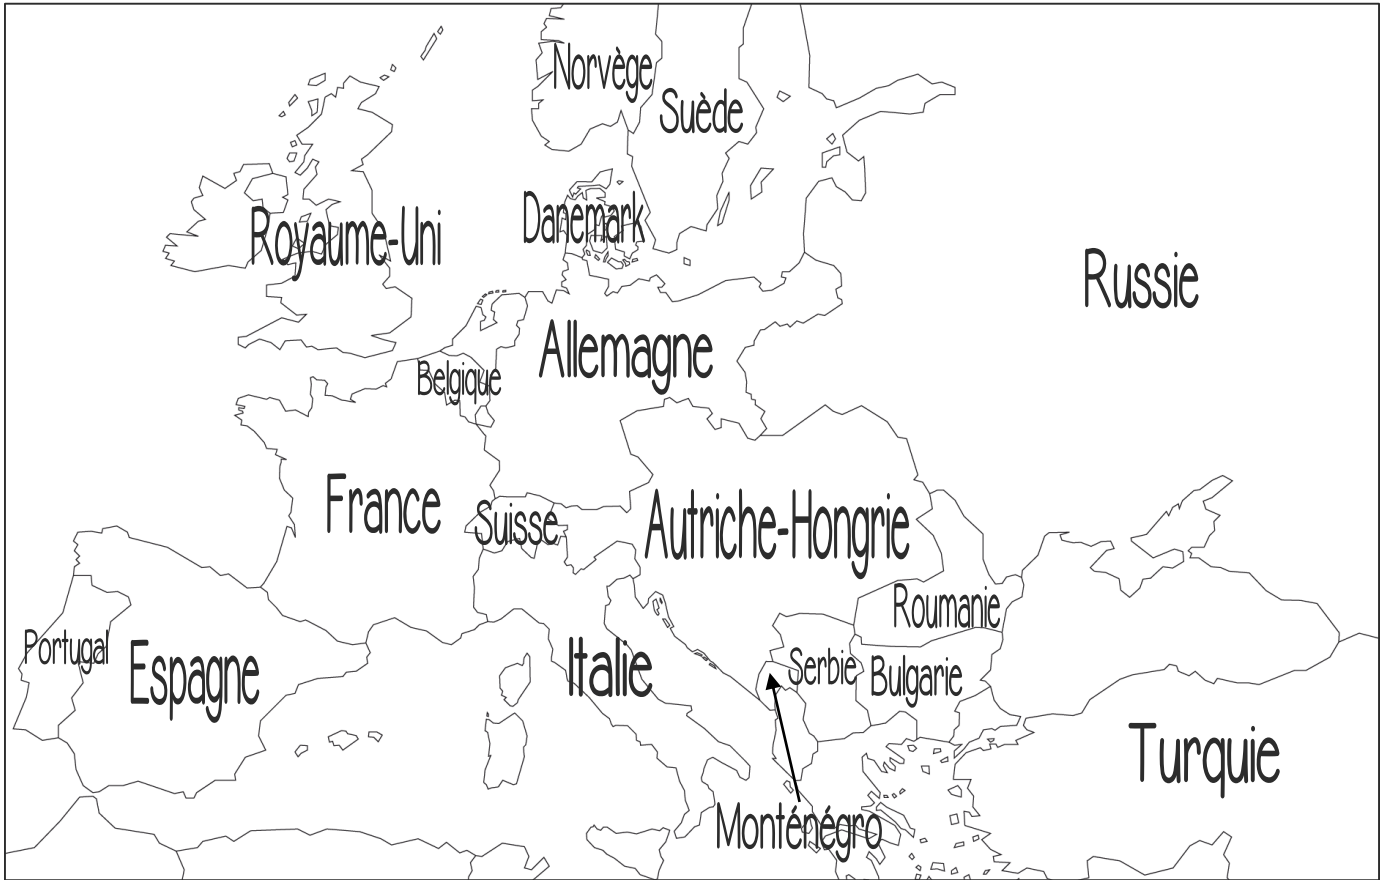 Norvège
Suède
Danemark
Royaume-Uni
Russie
Allemagne
Belgique
France
Suisse
Autriche-Hongrie
Roumanie
Portugal
Espagne
Italie
Serbie
Bulgarie
Turquie
Monténégro